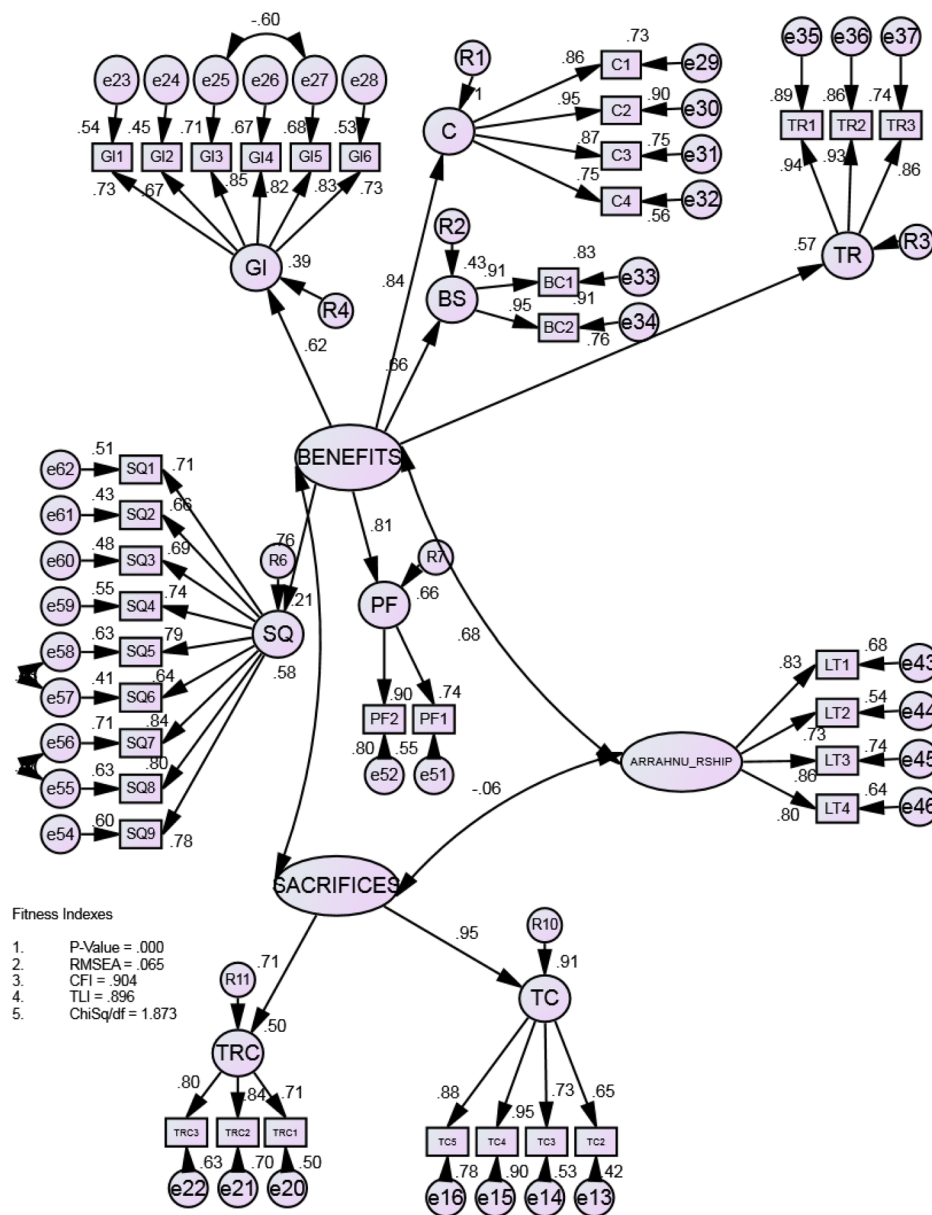 -.60
e23 e24 e25 e26 e27 e28
.54 .45 .71 .67 .68 .53
GI1 GI2 GI3 GI4 GI5 GI6
.73 .67 .85 .82 .83 .73
GI
.39
R4
.62
R1
1
C
.86 C1 .73 e29
.95 C2 .90 e30
.87 C3 .75 e31
.75 C4 .56 e32
.84
R2
.43
BS
.91 BC1 .83 e33
.95 BC2 .91 e34
.76
.66
e35 e36 e37
.89 .86 .74
TR1 TR2 TR3
.94 .93 .86
.57 TR R3
BENEFITS
e62 .51 SQ1 .71
e61 .43 SQ2 .66
e60 .48 SQ3 .69
e59 .55 SQ4 .74
e58 .63 SQ5 .79
e57 .41 SQ6 .64
e56 .71 SQ7 .84
e55 .63 SQ8 .80
e54 .60 SQ9 .78
.76
R6
.21
SQ
.58
.81
R7
PF .66
.90 .74
PF2 PF1
.80 .55
e52 e51
.68
ARRAHNU_RSHIP
.83 LT1 .68 e43
.73 LT2 .54 e44
.86 LT3 .74 e45
.80 LT4 .64 e46
-.06
SACRIFICES
Fitness Indexes
1. P-Value = .000
2. RMSEA = .065
3. CFI = .904
4. TLI = .896
5. ChiSq/df = 1.873
.71
R11
.50
TRC
.80 .84 .71
TRC3 TRC2 TRC1
.63 .70 .50
e22 e21 e20
.95
R10
.91
TC
.88 .95 .73 .65
TC5 TC4 TC3 TC2
.78 .90 .53 .42
e16 e15 e14 e13